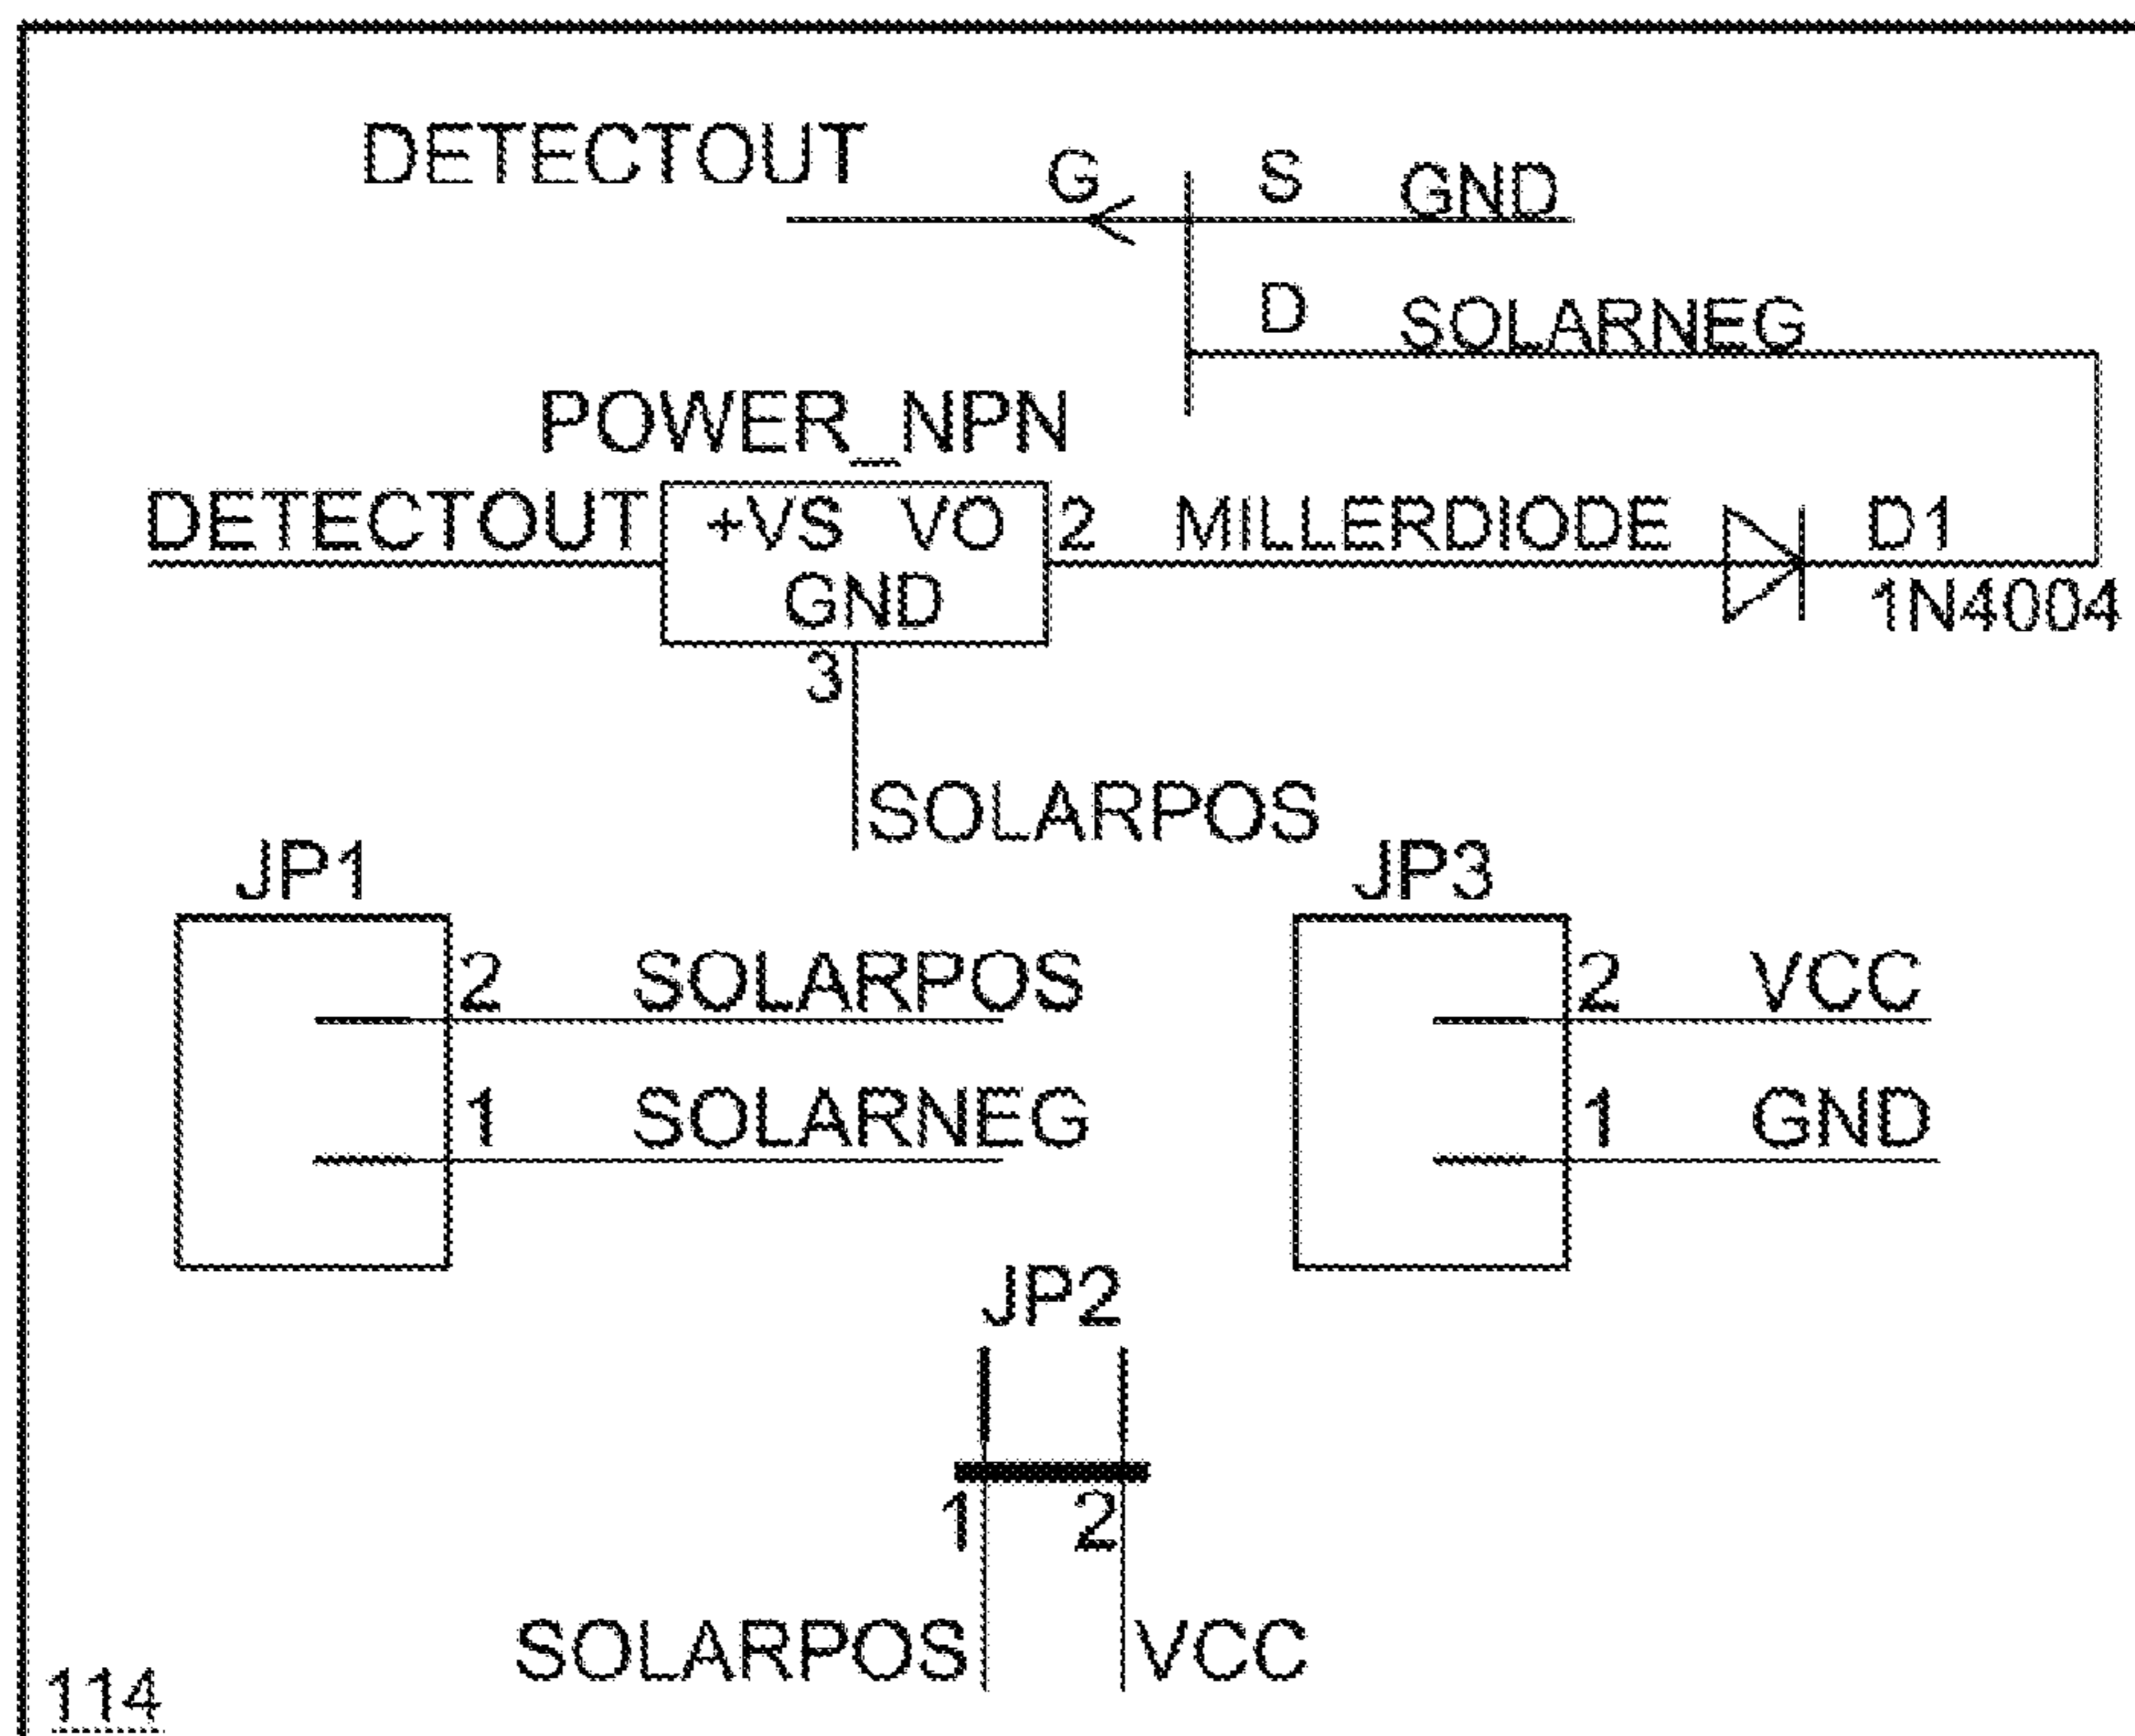 DETECTOUT G S GND
D SOLARNEG
POWER_NPN
DETECTOUT +VS VO 2 MILLERDIODE D1
GND 1N4004
3
SOLARPOS
JP1 JP3
2 SOLARPOS 2 VCC
1 SOLARNEG 1 GND
JP2
1 2
SOLARPOS VCC
114